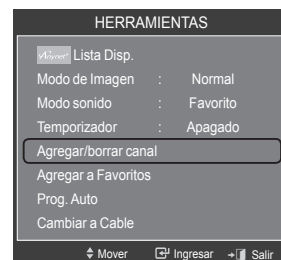 HERRAMIENTAS
Anynet+ Lista Disp.
Modo de Imagen : Normal
Modo sonido : Favorito
Temporizador : Apagado
Agregar/borrar canal
Agregar a Favoritos
Prog. Auto
Cambiar a Cable
Mover Ingresar Salir